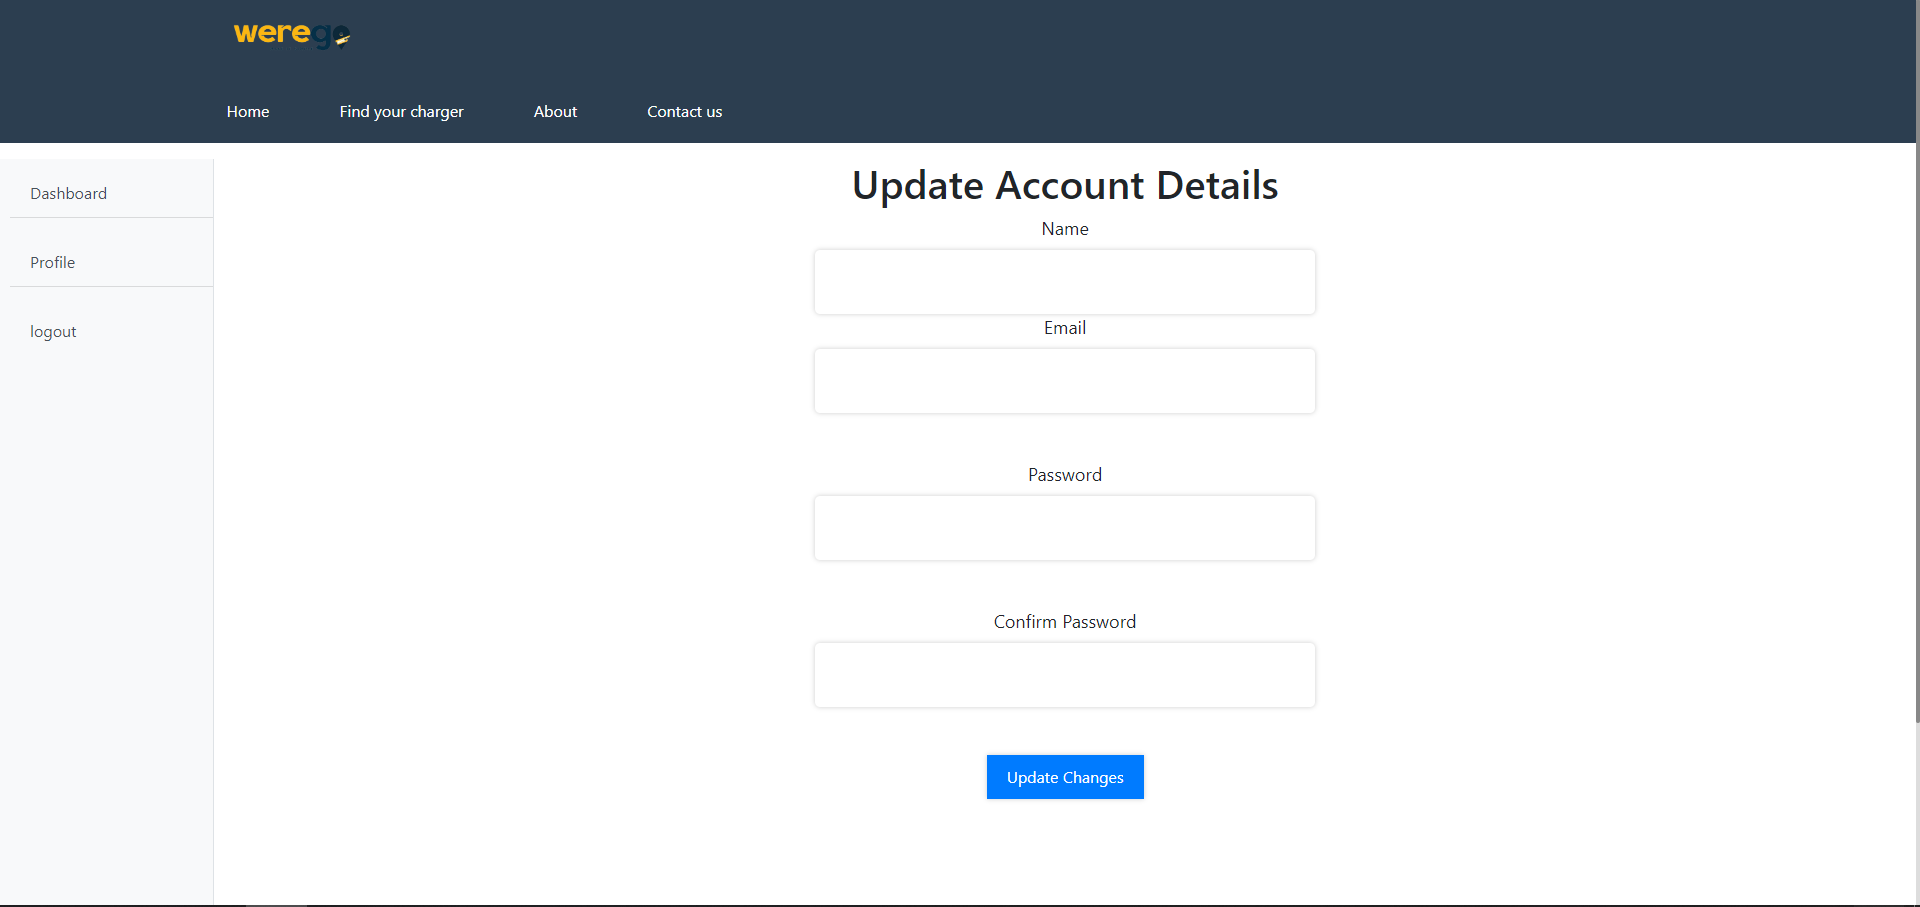 werego
Home Find your charger About Contact us
Dashboard
Profile
logout
Update Account Details
Name
Email
Password
Confirm Password
Update Changes